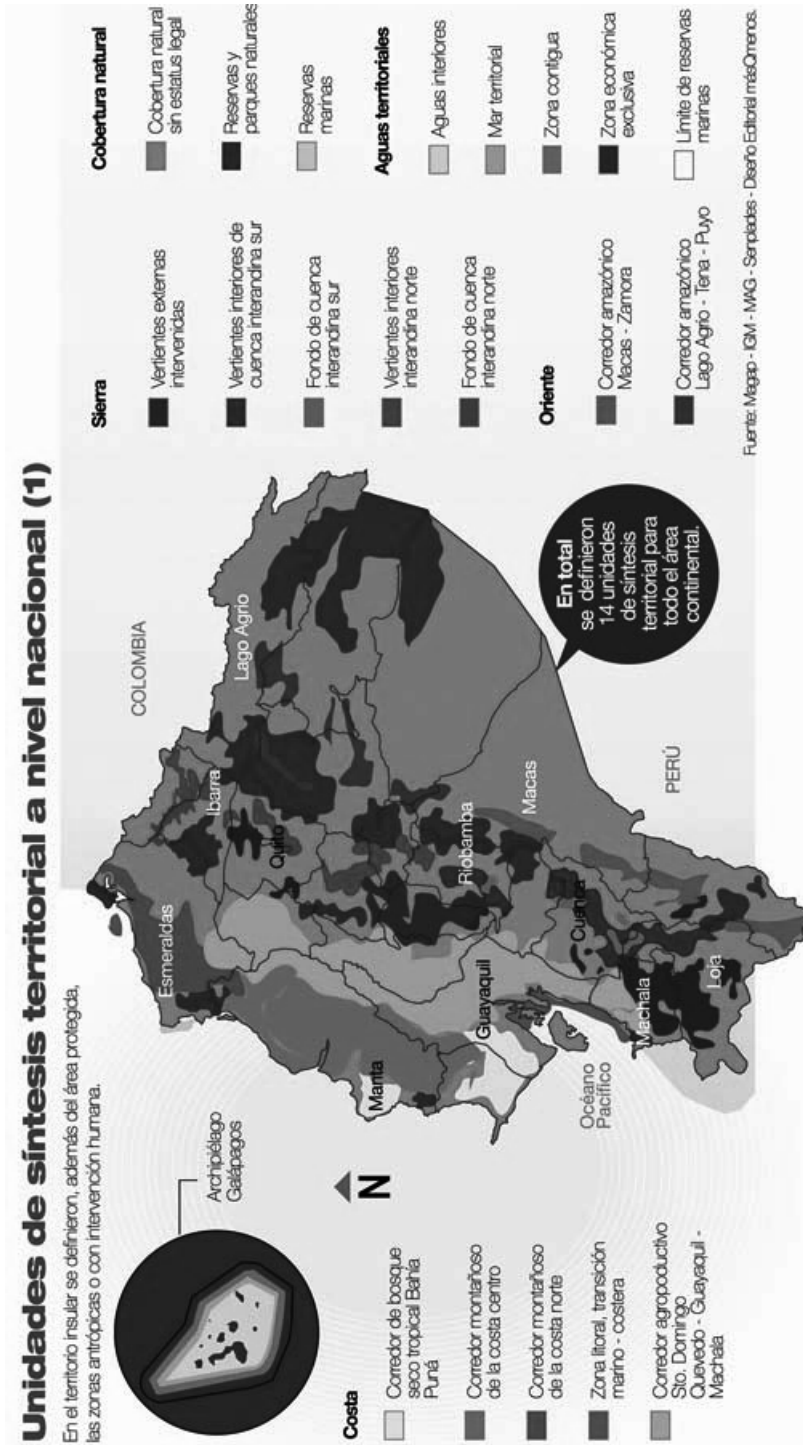 Unidades de síntesis territorial a nivel nacional (1)
En el territorio insular se definieron, además del área protegida,
las zonas antrópicas o con intervención humana.
Archipiélago
Galápagos
N
COLOMBIA
Esmeraldas
Ibarra
Lago Agrio
Quito
Manta
Riobamba
Macas
Guayaquil
Cuenca
Machala
Loja
Océano
Pacífico
PERÚ
En total
se definieron
14 unidades
de síntesis
territorial para
todo el área
continental.
Costa
Corredor de bosque
seco tropical Bahía
Puná
Corredor montañoso
de la costa centro
Corredor montañoso
de la costa norte
Zona litoral, transición
marino - costera
Corredor agropoductivo
Sto. Domingo
Quevedo - Guayaquil -
Machala
Sierra
Vertientes externas
intervenidas
Vertientes interiores de
cuenca interandina sur
Fondo de cuenca
interandina sur
Vertientes interiores
interandina norte
Fondo de cuenca
interandina norte
Oriente
Corredor amazónico
Macas - Zamora
Corredor amazónico
Lago Agrio - Tena - Puyo
Cobertura natural
Cobertura natural
sin estatus legal
Reservas y
parques naturales
Reservas
marinas
Aguas territoriales
Aguas interiores
Mar territorial
Zona contigua
Zona económica
exclusiva
Límite de reservas
marinas
Fuente: Magap - IGM - MAG - Senplades - Diseño Editorial másOmenos.